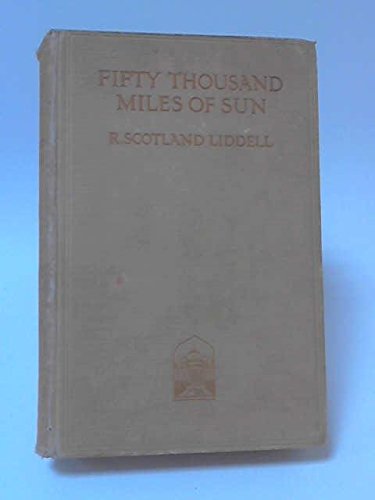 FIFTY THOUSAND
MILES OF SUN
R. SCOTLAND LIDDELL